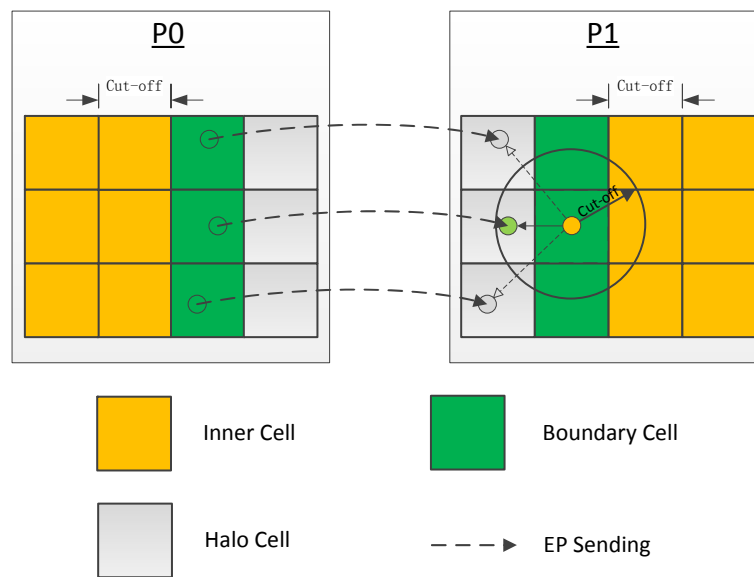 P0
P1
Cut-off
Cut-off
Cut-off
Inner Cell
Boundary Cell
Halo Cell
EP Sending